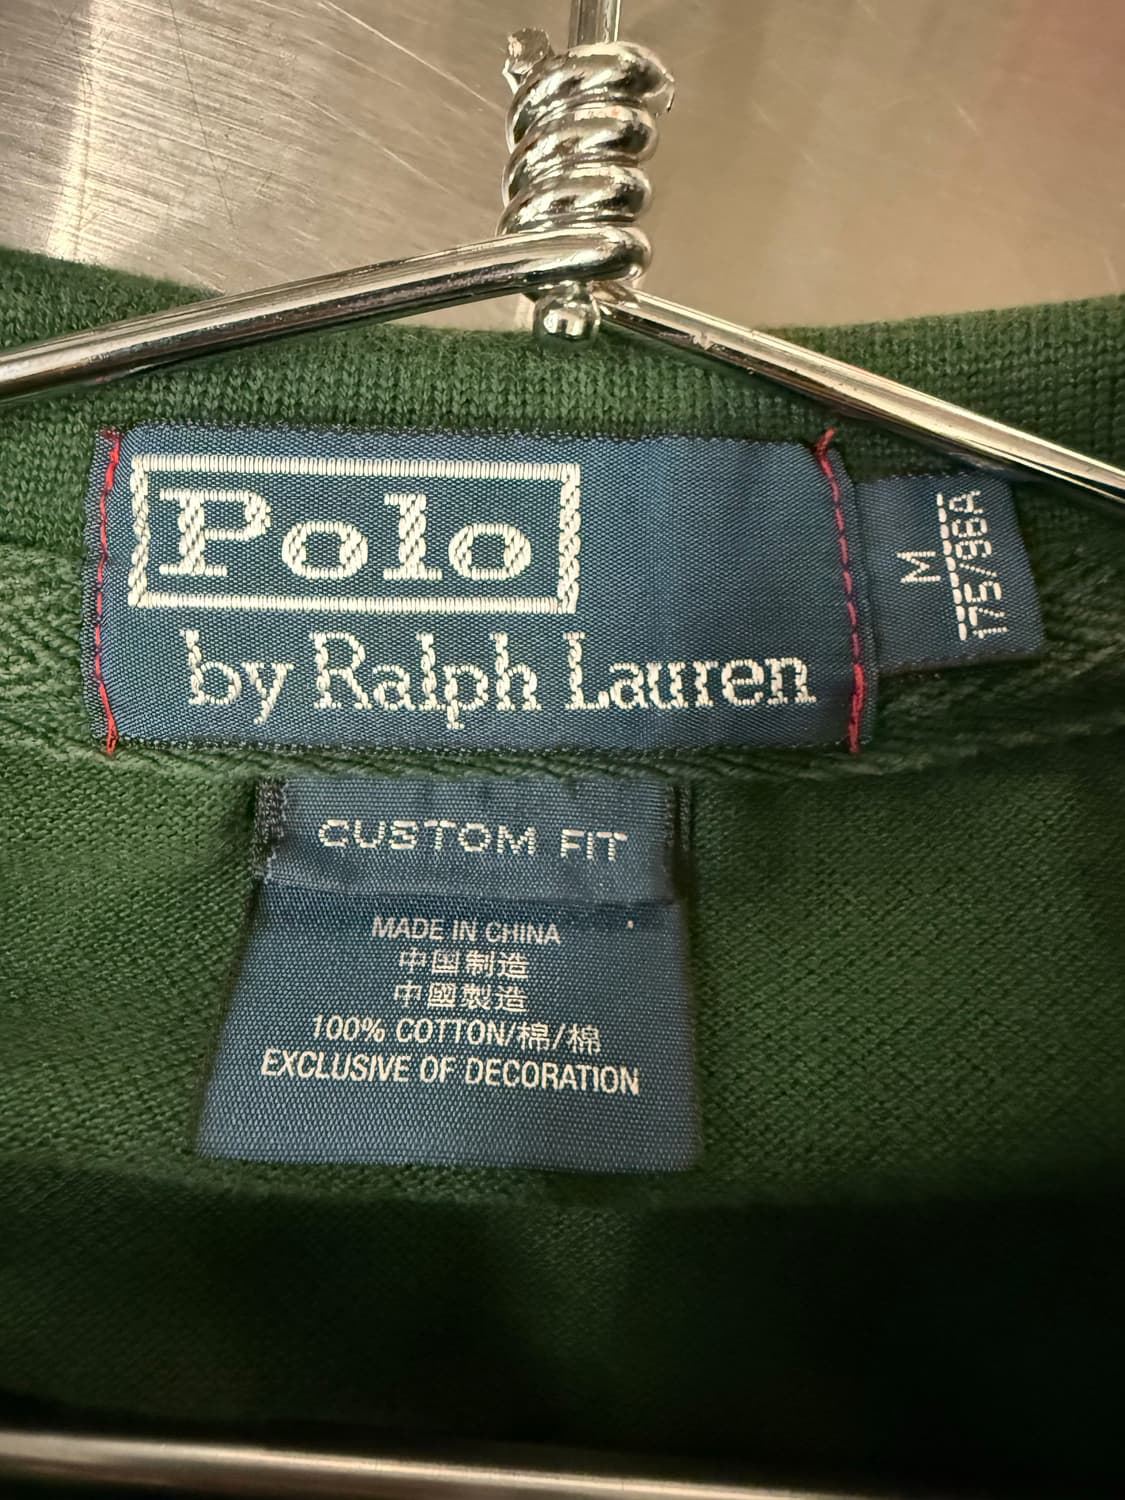 Polo
by Ralph Lauren
M
175/96A
CUSTOM FIT
MADE IN CHINA
中国制造
中國製造
100% COTTON/棉/棉
EXCLUSIVE OF DECORATION